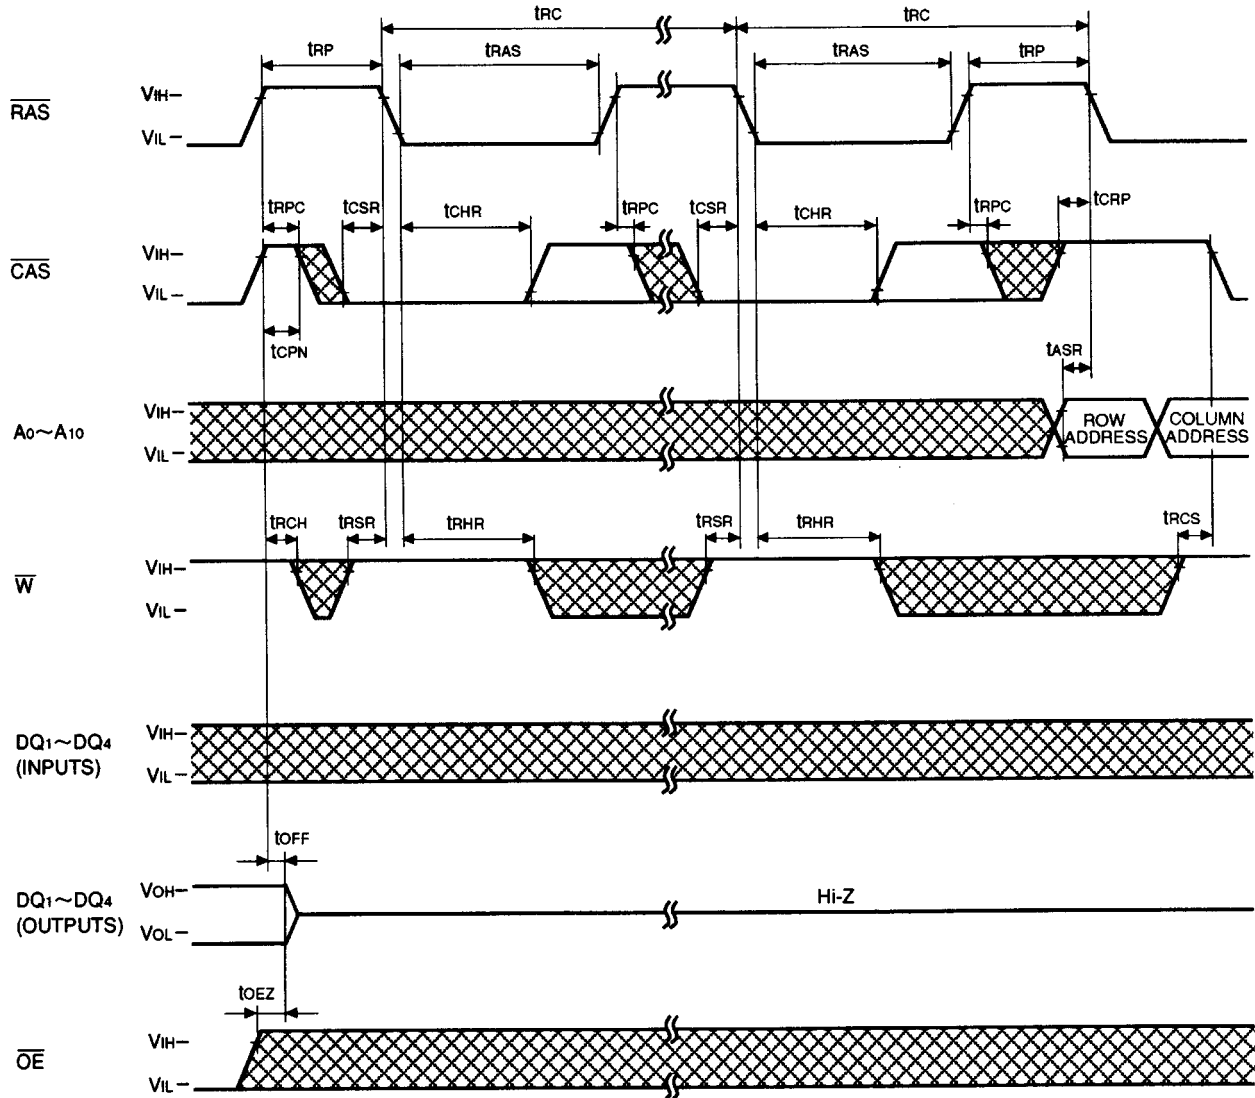 tRC tRC
tRP tRAS tRAS tRP
RAS VIH VIL
tRPC tCSR tCHR tRPC tCSR tCHR tRPC tCRP
CAS VIH VIL
tCPN tASR
A0~A10 VIH VIL
ROW ADDRESS
COLUMN ADDRESS
tRCH tRSR tRHR tRSR tRHR tRCS
W VIH VIL
DQ1~DQ4
(INPUTS)
VIH
VIL
tOFF
DQ1~DQ4
(OUTPUTS)
VOH
VOL
Hi-Z
tOEZ
OE VIH VIL